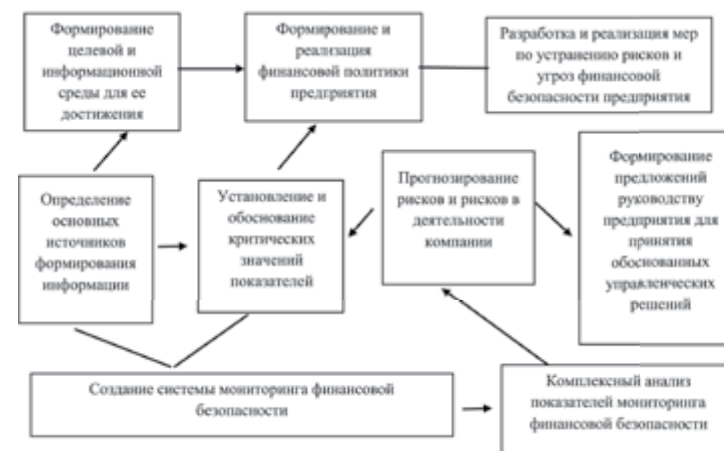 Формирование
целевой и
информационной
среды для ее
достижения
Формирование и
реализация
финансовой политики
предприятия
Разработка и реализация мер
по устранению рисков и
угроз финансовой
безопасности предприятия
Определение
основных
источников
формирования
информации
Установление и
обоснование
критических
значений
показателей
Прогнозирование
рисков и рисков в
деятельности
компании
Формирование
предложений
руководству
предприятия для
принятия
обоснованных
управленческих
решений
Создание системы мониторинга финансовой
безопасности
Комплексный анализ
показателей мониторинга
финансовой безопасности